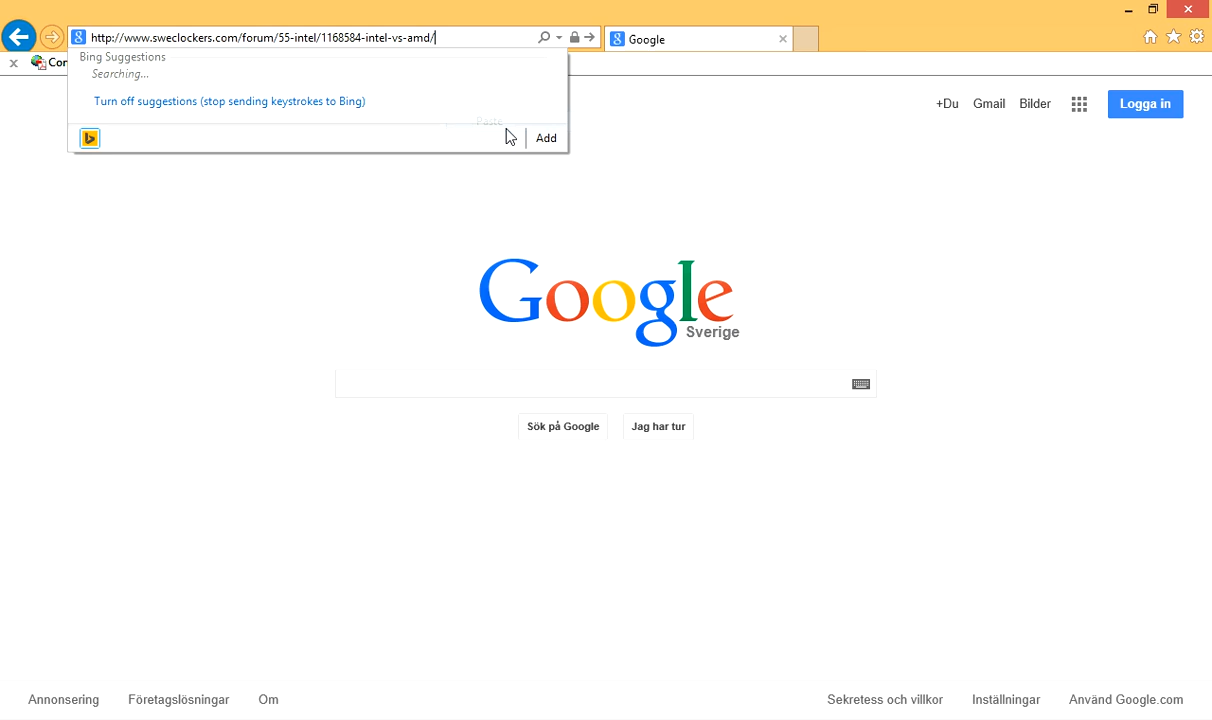 http://www.sweclockers.com/forum/55-intel/1168584-intel-vs-amd/
Google
Bing Suggestions
Searching...
Turn off suggestions (stop sending keystrokes to Bing)
Paste
Add
+Du Gmail Bilder Logga in
Google
Sverige
Sök på Google Jag har tur
Annonsering Företagslösningar Om Sekretess och villkor Inställningar Använd Google.com